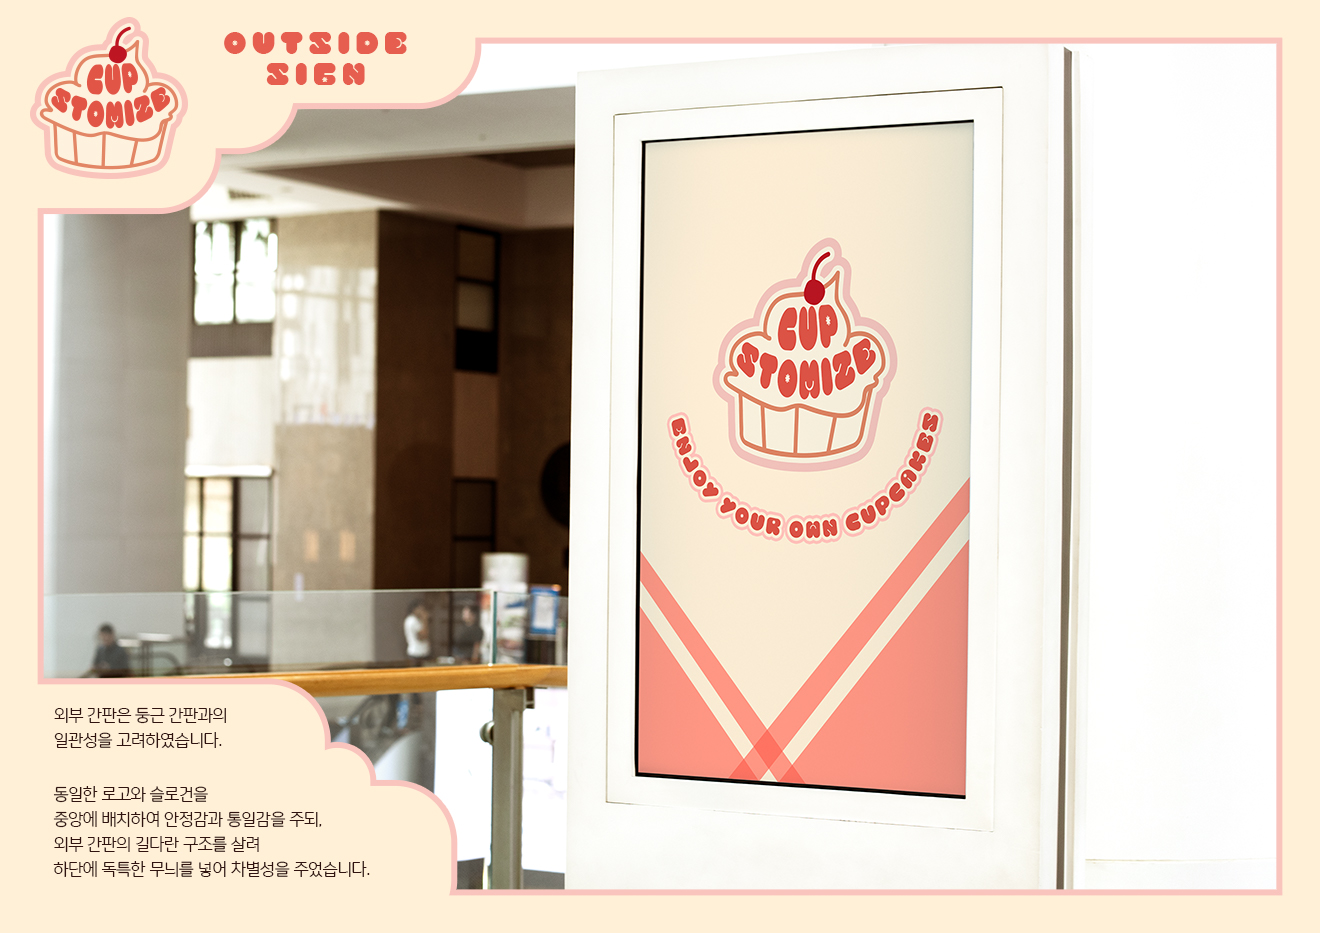 CUP
STOMIZE
OUTSIDE
SIGN
CUP
STOMIZE
ENJOY YOUR OWN CUPCAKES
외부 간판은 둥근 간판과의
일관성을 고려하였습니다.
동일한 로고와 슬로건을
중앙에 배치하여 안정감과 통일감을 주되,
외부 간판의 길다란 구조를 살려
하단에 독특한 무늬를 넣어 차별성을 주었습니다.